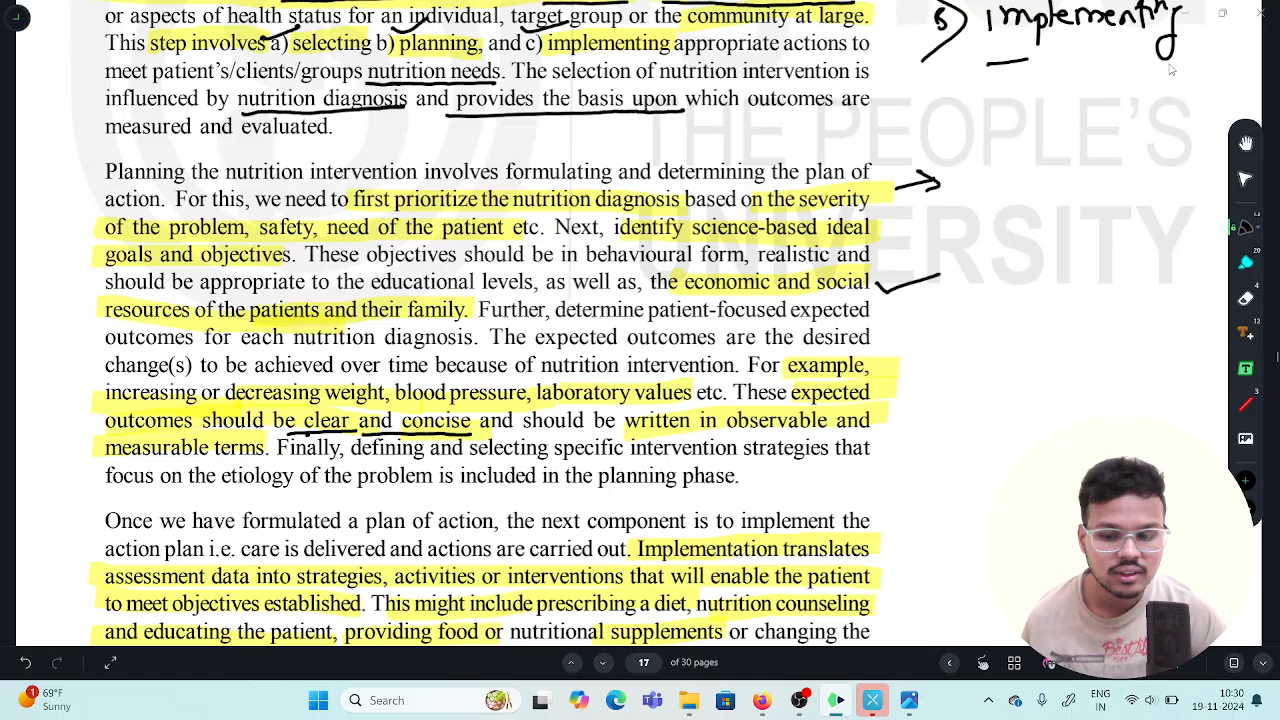 or aspects of health status for an individual, target group or the community at large.
This step involves a) selecting b) planning, and c) implementing appropriate actions to
meet patient's/clients/groups nutrition needs. The selection of nutrition intervention is
influenced by nutrition diagnosis and provides the basis upon which outcomes are
measured and evaluated.
implementing
THE PEOPLE'S
UNIVERSITY
Planning the nutrition intervention involves formulating and determining the plan of
action. For this, we need to first prioritize the nutrition diagnosis based on the severity
of the problem, safety, need of the patient etc. Next, identify science-based ideal
goals and objectives. These objectives should be in behavioural form, realistic and
should be appropriate to the educational levels, as well as, the economic and social
resources of the patients and their family. Further, determine patient-focused expected
outcomes for each nutrition diagnosis. The expected outcomes are the desired
change(s) to be achieved over time because of nutrition intervention. For example,
increasing or decreasing weight, blood pressure, laboratory values etc. These expected
outcomes should be clear and concise and should be written in observable and
measurable terms. Finally, defining and selecting specific intervention strategies that
focus on the etiology of the problem is included in the planning phase.
Once we have formulated a plan of action, the next component is to implement the
action plan i.e. care is delivered and actions are carried out. Implementation translates
assessment data into strategies, activities or interventions that will enable the patient
to meet objectives established. This might include prescribing a diet, nutrition counseling
and educating the patient, providing food or nutritional supplements or changing the
17 of 30 pages
69°F
Sunny
Search
ENG
IN
10:30
19-11-2024